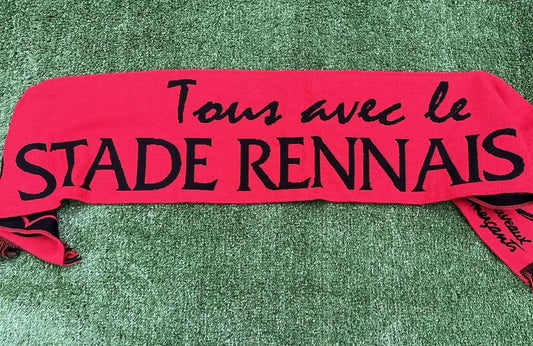 Tous avec le
STADE RENNAIS